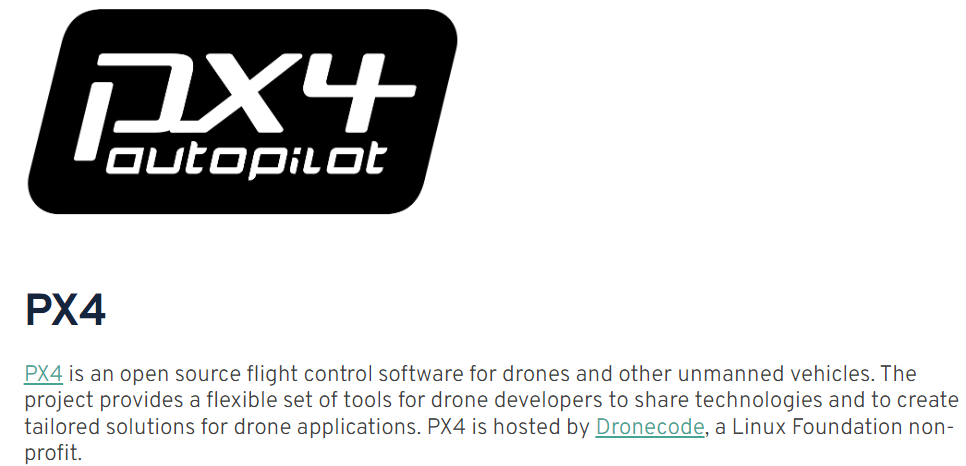 px4
autopilot
PX4
PX4 is an open source flight control software for drones and other unmanned vehicles. The
project provides a flexible set of tools for drone developers to share technologies and to create
tailored solutions for drone applications. PX4 is hosted by Dronecode, a Linux Foundation non-
profit.